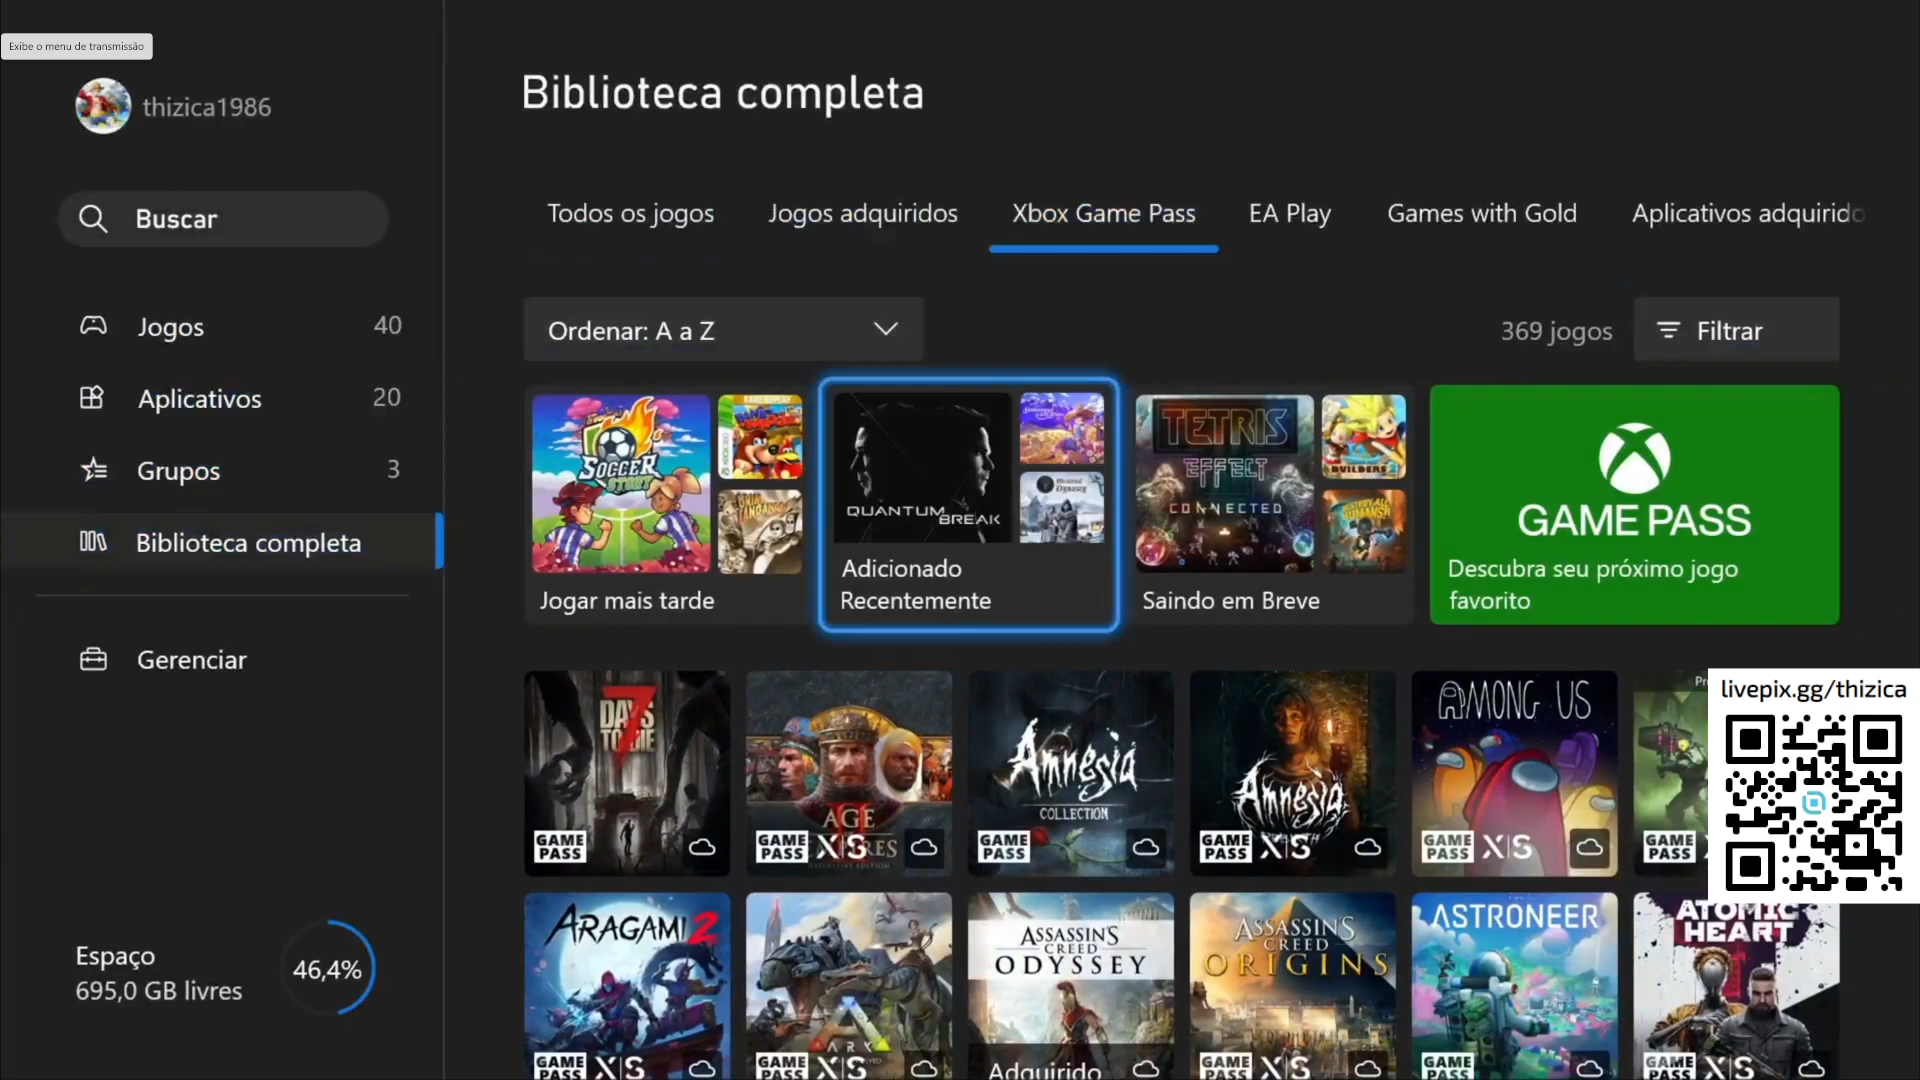 Exibe o menu de transmissão
thizica1986
Buscar
Jogos 40
Aplicativos 20
Grupos 3
Biblioteca completa
Gerenciar
Espaço
695,0 GB livres
46,4%
Biblioteca completa
Todos os jogos
Jogos adquiridos
Xbox Game Pass
EA Play
Games with Gold
Aplicativos adquirido
Ordenar: A a Z
369 jogos
Filtrar
SOCCER
STORY
Jogar mais tarde
QUANTUM BREAK
Adicionado
Recentemente
TETRIS
EFFECT
CONNECTED
BUILDERS 2
Saindo em Breve
GAME PASS
Descubra seu próximo jogo
favorito
livepix.gg/thizica
7
DAYS
TO DIE
GAME
PASS
AGE
DEFINITIVE EDITION
GAME
PASS X|S
Amnesia
COLLECTION
GAME
PASS
Amnesia
GAME
PASS X|S
AMONG US
GAME
PASS X|S
GAME
PASS
ARAGAMI 2
GAME
PASS X|S
ARK
GAME
PASS X|S
ASSASSIN'S
CREED
ODYSSEY
Adquirido
ASSASSIN'S
CREED
ORIGINS
GAME
PASS X|S
ASTRONEER
GAME
PASS
ATOMIC
HEART
GAME
PASS X|S